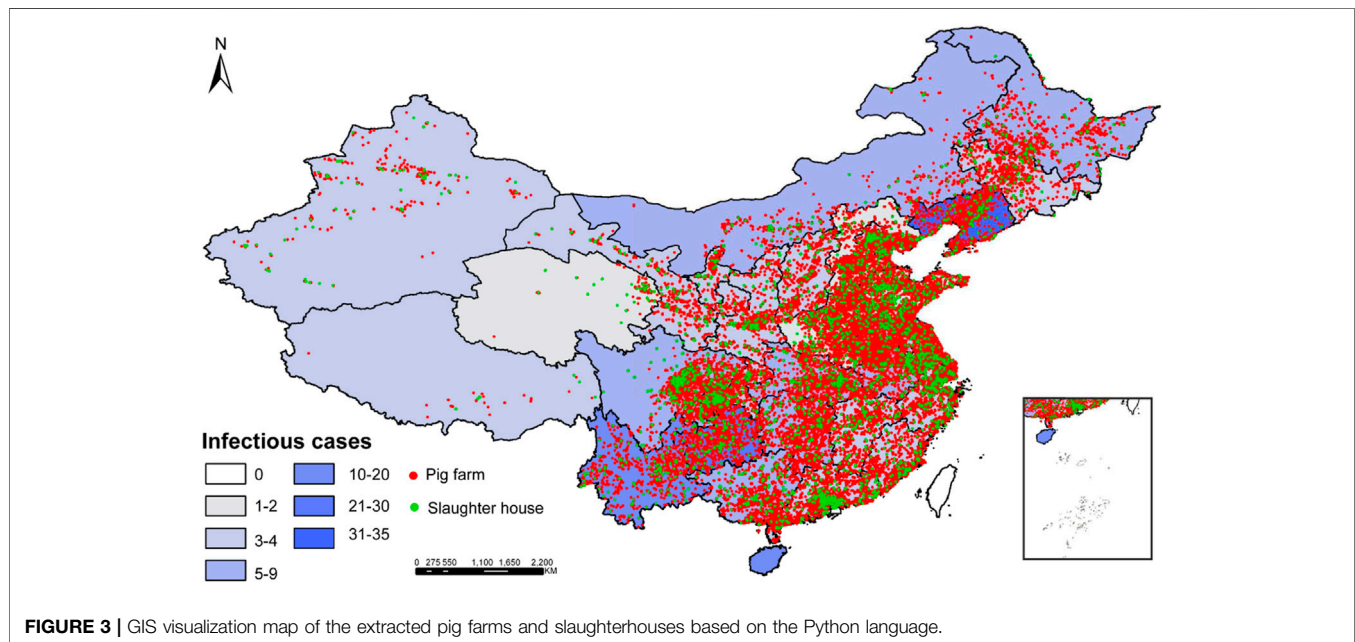 N
Infectious cases
0
1-2
3-4
5-9
10-20
21-30
31-35
Pig farm
Slaughter house
0 275 550 1,100 1,650 2,200
KM
FIGURE 3 | GIS visualization map of the extracted pig farms and slaughterhouses based on the Python language.